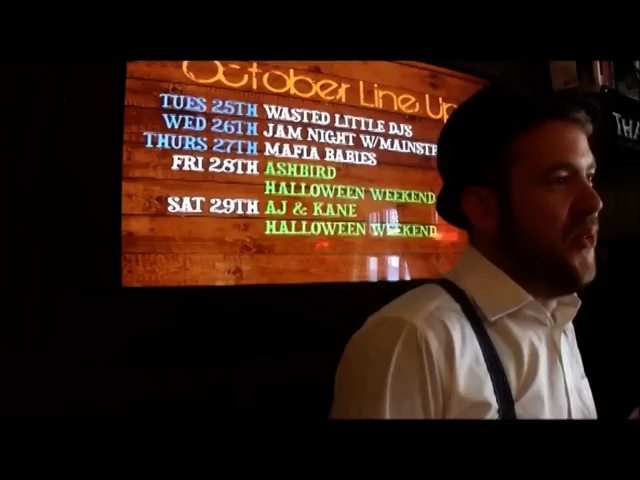 October Line Up
TUES 25TH WASTED LITTLE DJS
WED 26TH JAM NIGHT W/MAINSTR
THURS 27TH MAFIA BABIES
FRI 28TH ASHBIRD
HALLOWEEN WEEKEND
SAT 29TH AJ & KANE
HALLOWEEN WEEKEND